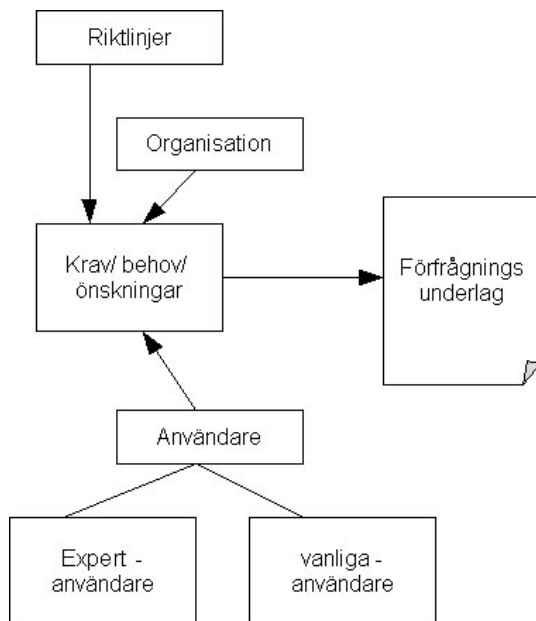 Riktlinjer
Organisation
Krav/ behov/
önskningar
Förfrågnings
underlag
Användare
Expert -
användare
vanliga -
användare